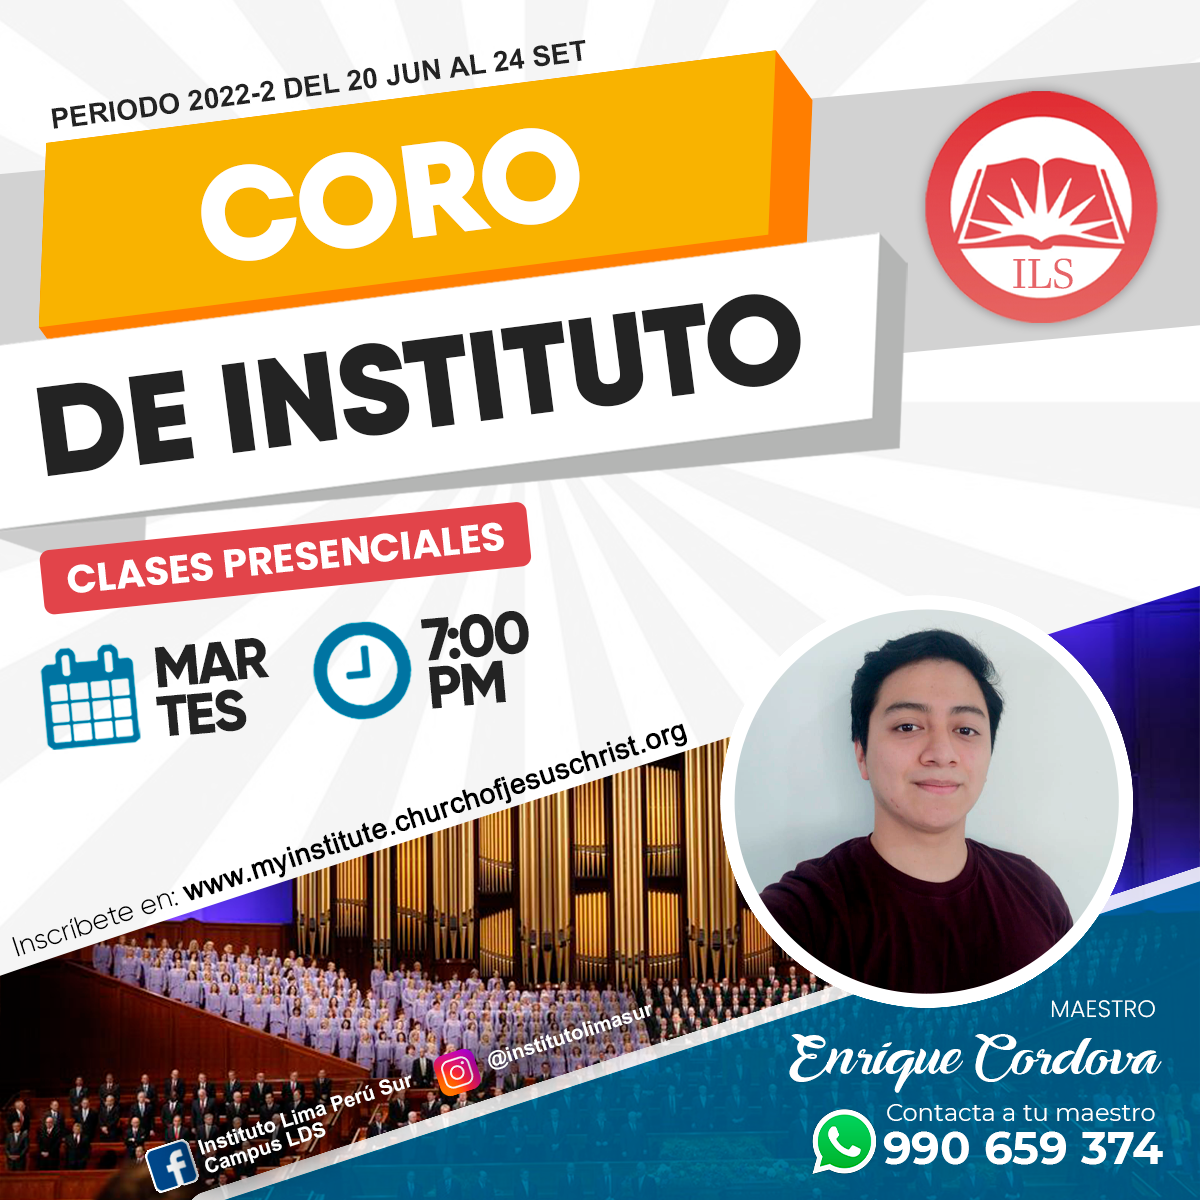 PERIODO 2022-2 DEL 20 JUN AL 24 SET
CORO
DE INSTITUTO
ILS
CLASES PRESENCIALES
MAR
TES
7:00
PM
Inscríbete en: www.myinstitute.churchofjesuschrist.org
@institutolimasur
Instituto Lima Perú Sur
Campus LDS
MAESTRO
Enrique Cordova
Contacta a tu maestro
990 659 374